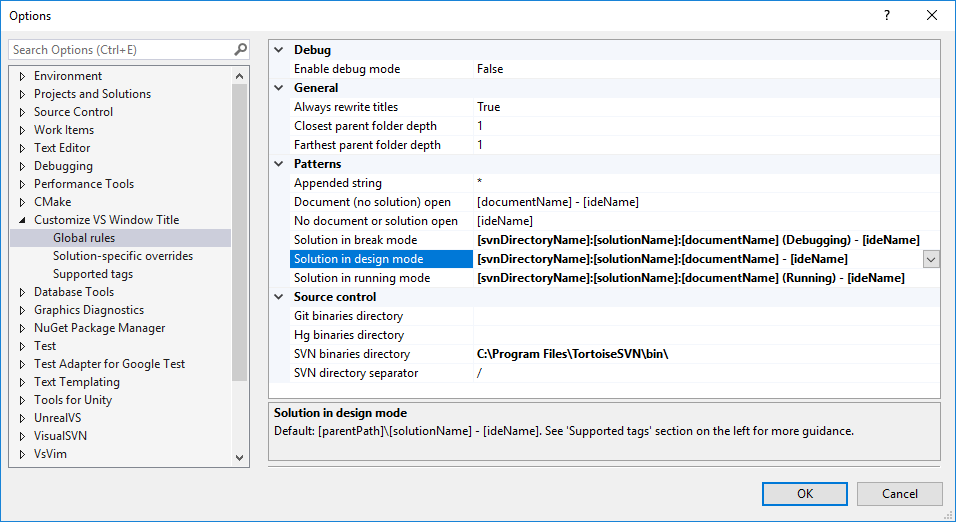 Options
?
Search Options (Ctrl+E)
Environment
Projects and Solutions
Source Control
Work Items
Text Editor
Debugging
Performance Tools
CMake
Customize VS Window Title
Global rules
Solution-specific overrides
Supported tags
Database Tools
Graphics Diagnostics
NuGet Package Manager
Test
Test Adapter for Google Test
Text Templating
Tools for Unity
UnrealVS
VisualSVN
VsVim
Debug
Enable debug mode False
General
Always rewrite titles True
Closest parent folder depth 1
Farthest parent folder depth 1
Patterns
Appended string *
Document (no solution) open [documentName] - [ideName]
No document or solution open [ideName]
Solution in break mode [svnDirectoryName]:[solutionName]:[documentName] (Debugging) - [ideName]
Solution in design mode [svnDirectoryName]:[solutionName]:[documentName] - [ideName]
Solution in running mode [svnDirectoryName]:[solutionName]:[documentName] (Running) - [ideName]
Source control
Git binaries directory
Hg binaries directory
SVN binaries directory C:\Program Files\TortoiseSVN\bin\
SVN directory separator /
Solution in design mode
Default: [parentPath]\[solutionName] - [ideName]. See 'Supported tags' section on the left for more guidance.
OK Cancel